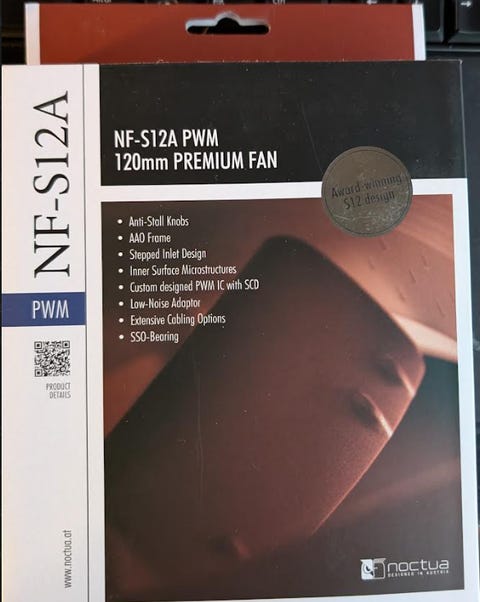 NF-S12A
PWM
PRODUCT
DETAILS
www.noctua.at
NF-S12A PWM
120mm PREMIUM FAN
Award-winning
S12 design
• Anti-Stall Knobs
• AAO Frame
• Stepped Inlet Design
• Inner Surface Microstructures
• Custom designed PWM IC with SCD
• Low-Noise Adaptor
• Extensive Cabling Options
• SSO-Bearing
noctua
DESIGNED IN AUSTRIA